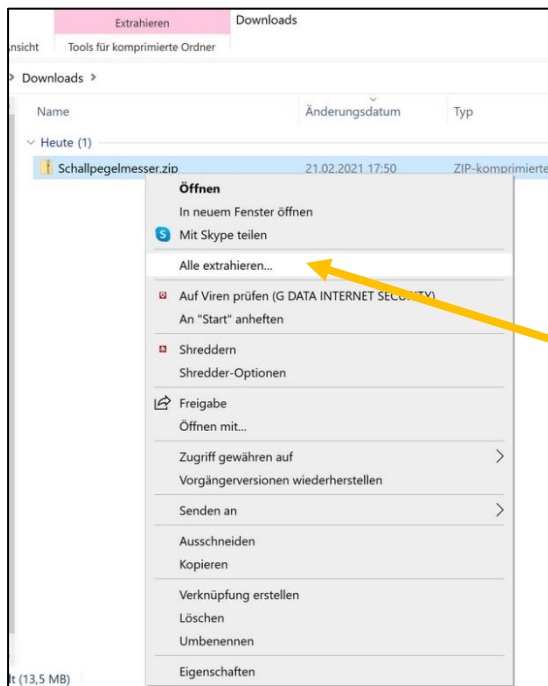 Extrahieren
Downloads
nsicht
Tools für komprimierte Ordner
Downloads
Name
Änderungsdatum
Typ
Heute (1)
Schallpegelmesser.zip
21.02.2021 17:50
ZIP-komprimierte
Öffnen
In neuem Fenster öffnen
Mit Skype teilen
Alle extrahieren...
Auf Viren prüfen (G DATA INTERNET SECURITY)
An "Start" anheften
Shreddern
Shredder-Optionen
Freigabe
Öffnen mit...
Zugriff gewähren auf
Vorgängerversionen wiederherstellen
Senden an
Ausschneiden
Kopieren
Verknüpfung erstellen
Löschen
Umbenennen
Eigenschaften
lt (13,5 MB)